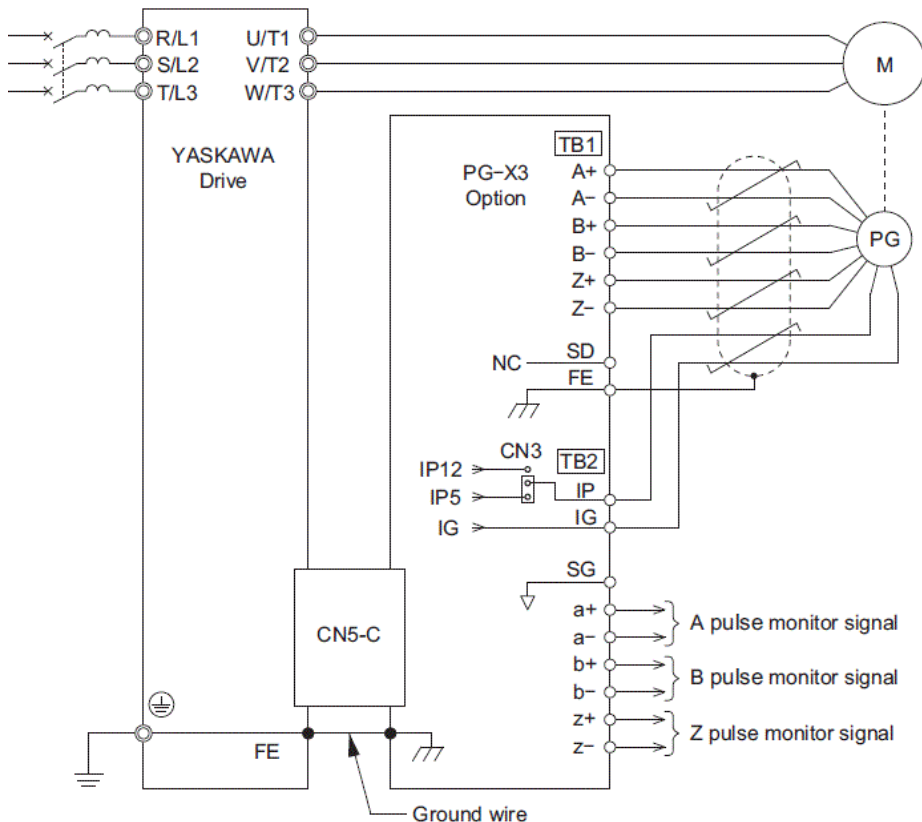 R/L1 U/T1
S/L2 V/T2
T/L3 W/T3
M
YASKAWA
Drive
PG−X3
Option
TB1
A+
A−
B+
B−
Z+
Z−
PG
NC SD
FE
CN3
TB2
IP12
IP
IP5
IG IG
SG
a+
a−
A pulse monitor signal
b+
b−
B pulse monitor signal
z+
z−
Z pulse monitor signal
CN5-C
FE
Ground wire